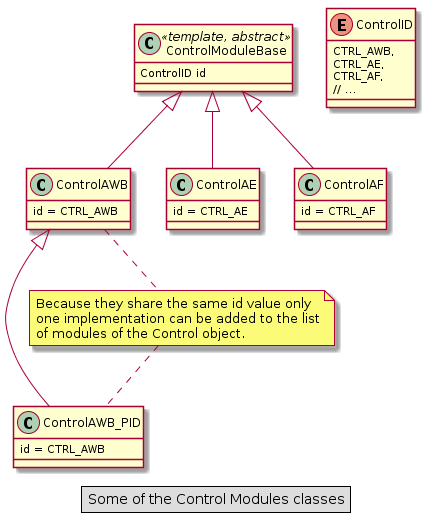 C «template, abstract»
ControlModuleBase
ControlID id
E ControlID
CTRL_AWB,
CTRL_AE,
CTRL_AF,
// ...
C ControlAWB
id = CTRL_AWB
C ControlAE
id = CTRL_AE
C ControlAF
id = CTRL_AF
Because they share the same id value only
one implementation can be added to the list
of modules of the Control object.
C ControlAWB_PID
id = CTRL_AWB
Some of the Control Modules classes